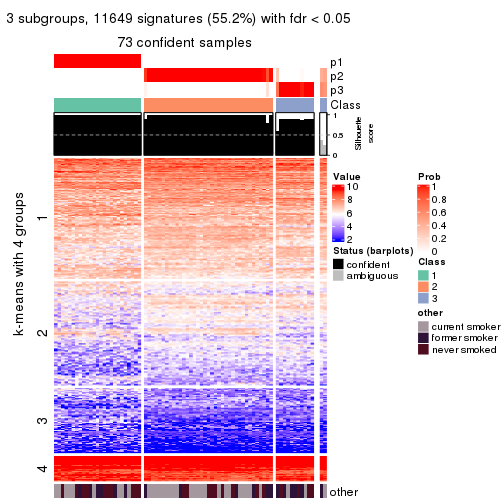 3 subgroups, 11649 signatures (55.2%) with fdr < 0.05
73 confident samples
p1
p2
p3
Class
1
0.5
0
Silhouette
score
k-means with 4 groups
1
2
3
4
other
Value
10
8
6
4
2
Status (barplots)
confident
ambiguous
Prob
1
0.8
0.6
0.4
0.2
0
Class
1
2
3
other
current smoker
former smoker
never smoked